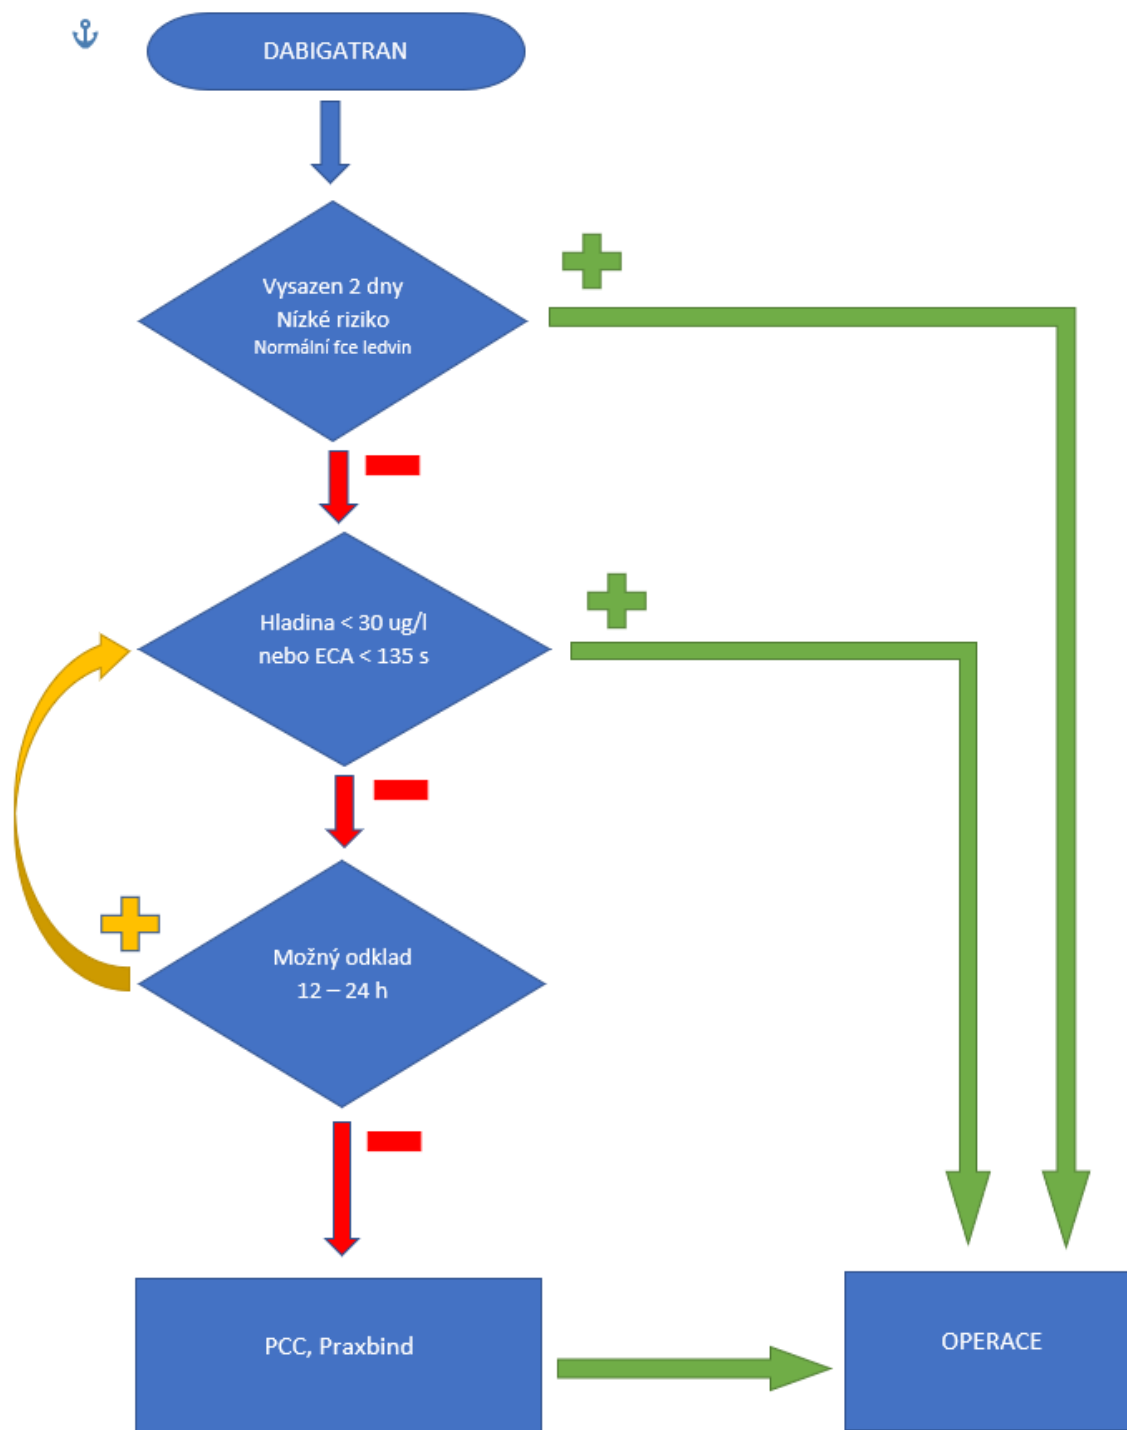 DABIGATRAN
Vysazen 2 dny
Nízké riziko
Normální fce ledvin
Hladina < 30 ug/l
nebo ECA < 135 s
Možný odklad
12 – 24 h
PCC, Praxbind
OPERACE